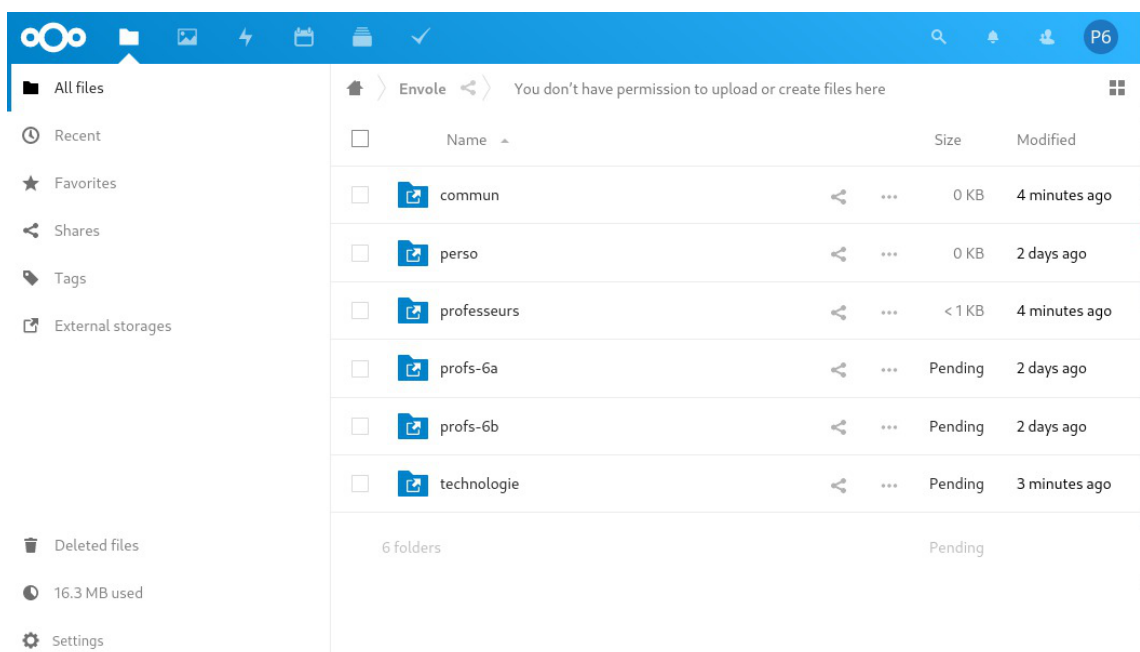 P6
All files
Recent
Favorites
Shares
Tags
External storages
Deleted files
16.3 MB used
Settings
Envole You don’t have permission to upload or create files here
Name Size Modified
commun 0 KB 4 minutes ago
perso 0 KB 2 days ago
professeurs < 1 KB 4 minutes ago
profs-6a Pending 2 days ago
profs-6b Pending 2 days ago
technologie Pending 3 minutes ago
6 folders Pending